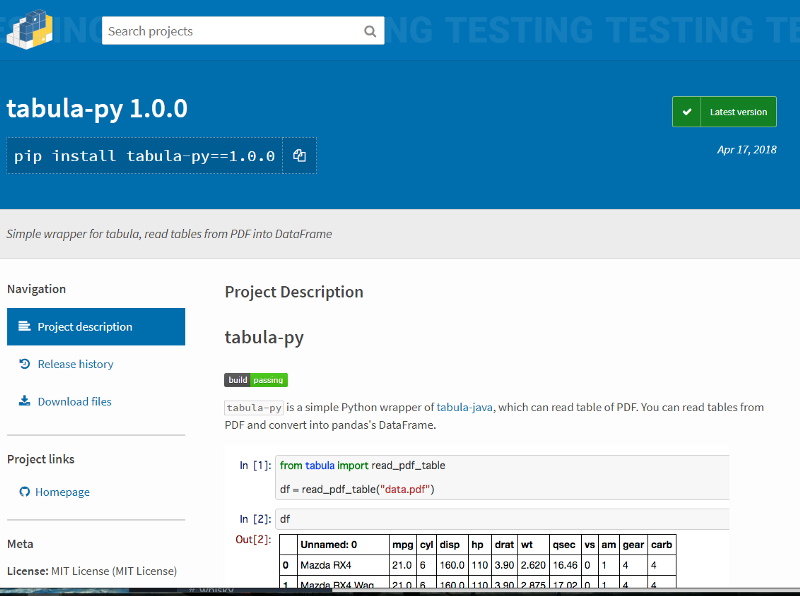 Search projects
NG TESTING TESTING TE
tabula-py 1.0.0
Latest version
pip install tabula-py==1.0.0
Apr 17, 2018
Simple wrapper for tabula, read tables from PDF into DataFrame
Navigation
Project description
Release history
Download files
Project links
Homepage
Meta
License: MIT License (MIT License)
Project Description
tabula-py
build passing
tabula-py is a simple Python wrapper of tabula-java, which can read table of PDF. You can read tables from
PDF and convert into pandas's DataFrame.
In [1]: from tabula import read_pdf_table
df = read_pdf_table("data.pdf")
In [2]: df
Out[2]: Unnamed: 0 mpg cyl disp hp drat wt qsec vs am gear carb
0 Mazda RX4 21.0 6 160.0 110 3.90 2.620 16.46 0 1 4 4
1 Mazda RX4 Wag 21.0 6 160.0 110 3.90 2.875 17.02 0 1 4 4